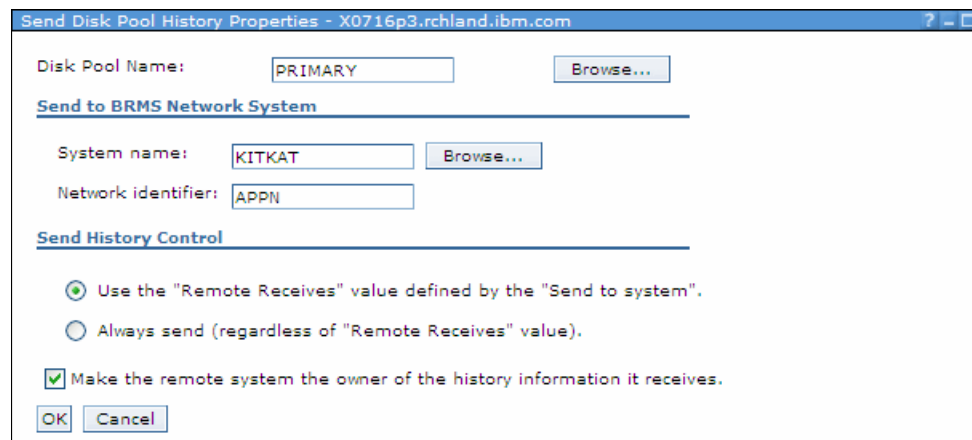 Send Disk Pool History Properties - X0716p3.rchland.ibm.com
Disk Pool Name: PRIMARY Browse...
Send to BRMS Network System
System name: KITKAT Browse...
Network identifier: APPN
Send History Control
Use the "Remote Receives" value defined by the "Send to system".
Always send (regardless of "Remote Receives" value).
Make the remote system the owner of the history information it receives.
OK Cancel